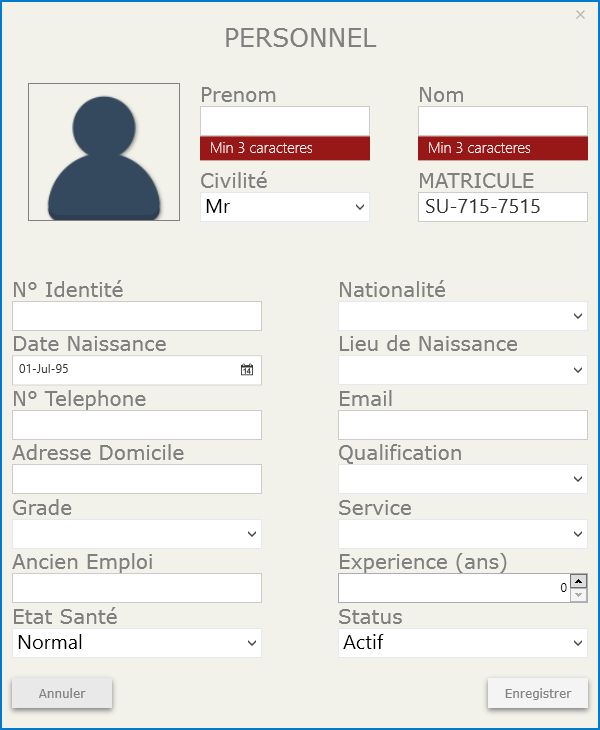 PERSONNEL
Prenom Nom
Min 3 caracteres Min 3 caracteres
Civilité MATRICULE
Mr SU-715-7515
N° Identité Nationalité
Date Naissance Lieu de Naissance
01-Jul-95 14
N° Telephone Email
Adresse Domicile Qualification
Grade Service
Ancien Emploi Experience (ans)
0
Etat Santé Status
Normal Actif
Annuler Enregistrer